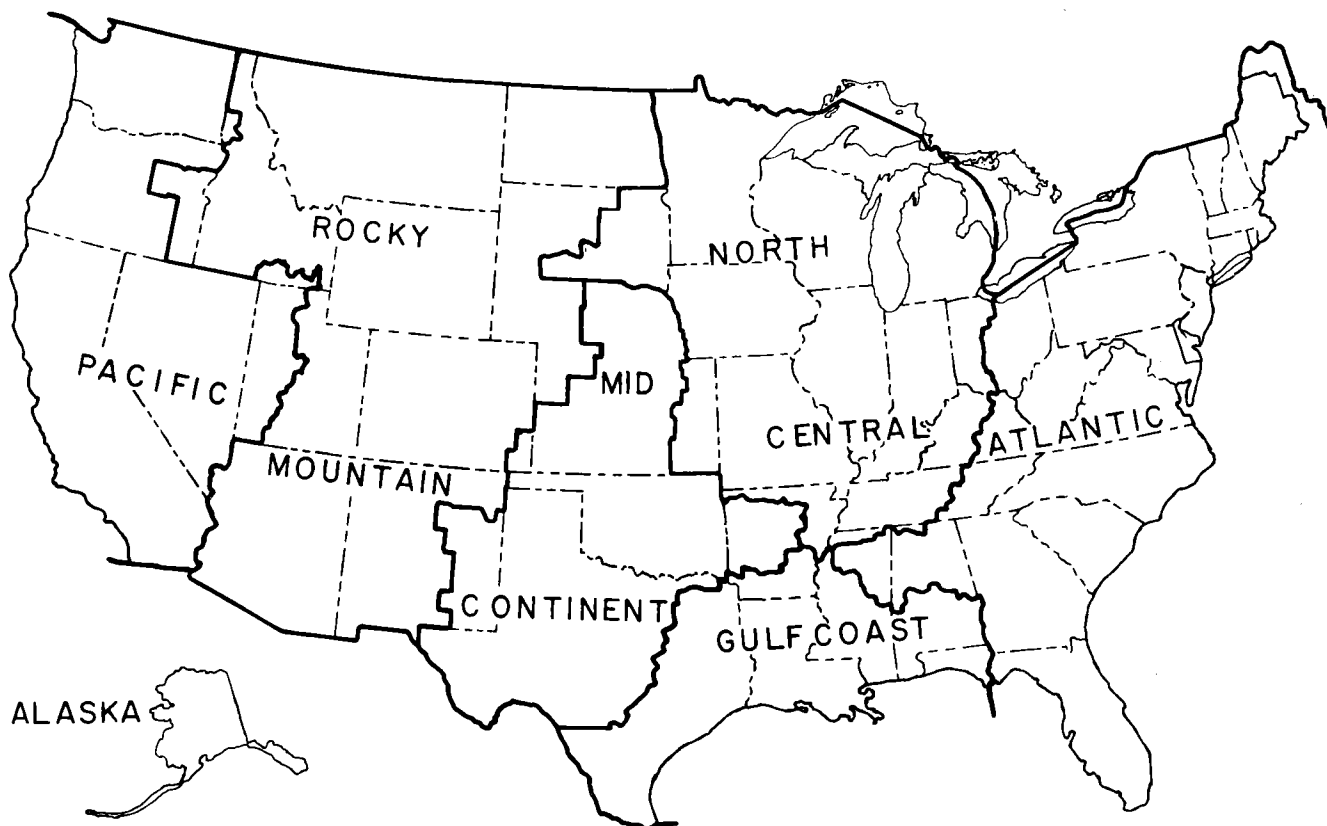 ROCKY
MOUNTAIN
NORTH
CENTRAL
PACIFIC
MID
CONTINENT
ATLANTIC
GULF COAST
ALASKA